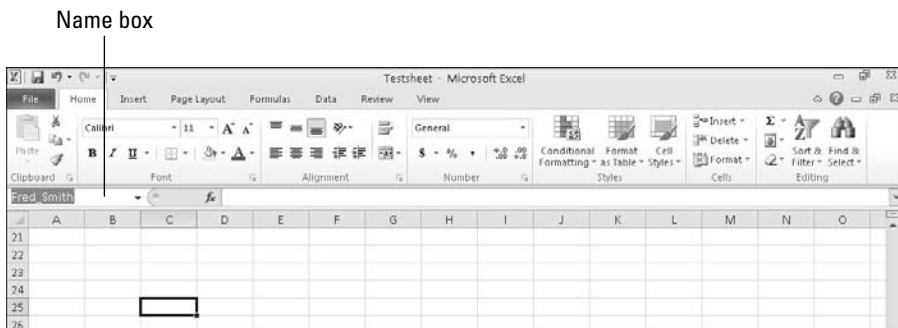 Name box
Testsheet - Microsoft Excel
File Home Insert Page Layout Formulas Data Review View
Calibri 11 A A General Insert Σ
Paste B I U A $ % , .00 .00 Conditional Format Cell Delete Sort & Find &
Formatting as Table Styles Format Filter Select
Clipboard Font Alignment Number Styles Cells Editing
Fred_Smith fx
A B C D E F G H I J K L M N O
21
22
23
24
25
26